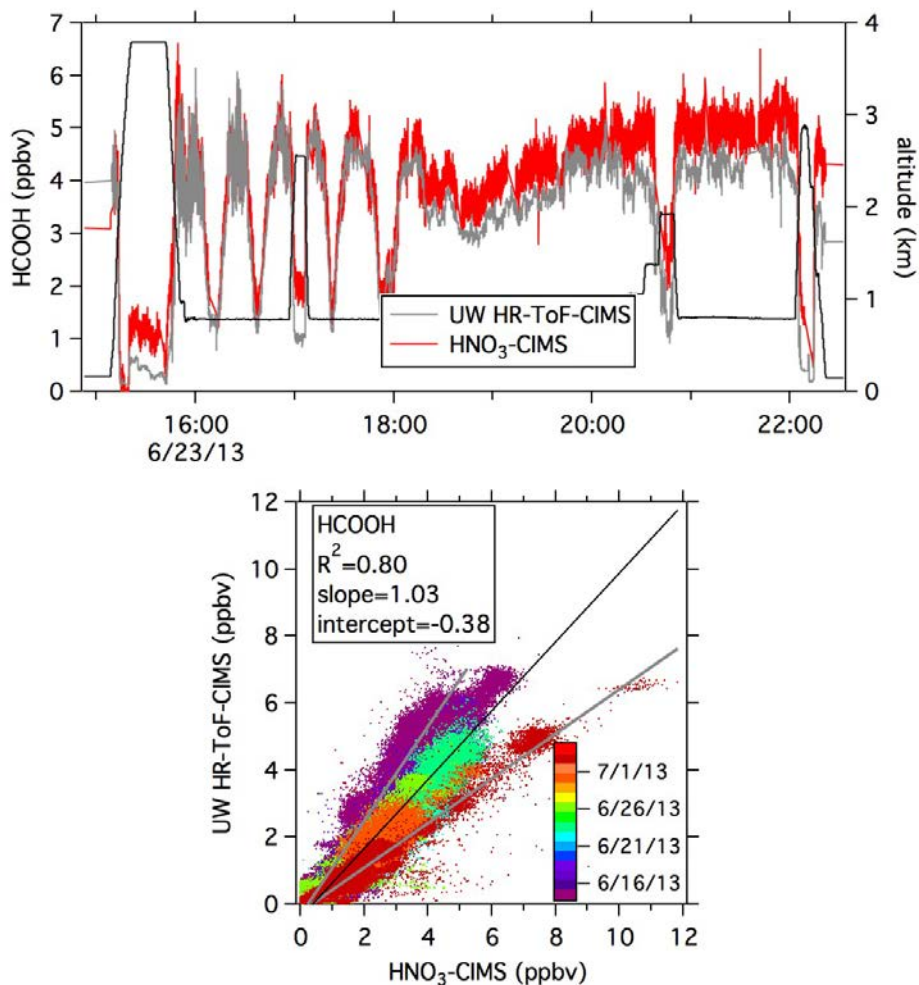 7
6
5
4
3
2
1
0
HCOOH (ppbv)
4
3
2
1
0
altitude (km)
UW HR-ToF-CIMS
HNO₃-CIMS
16:00 18:00 20:00 22:00
6/23/13
12
10
8
6
4
2
0
UW HR-ToF-CIMS (ppbv)
HCOOH
R²=0.80
slope=1.03
intercept=-0.38
7/1/13
6/26/13
6/21/13
6/16/13
0 2 4 6 8 10 12
HNO₃-CIMS (ppbv)